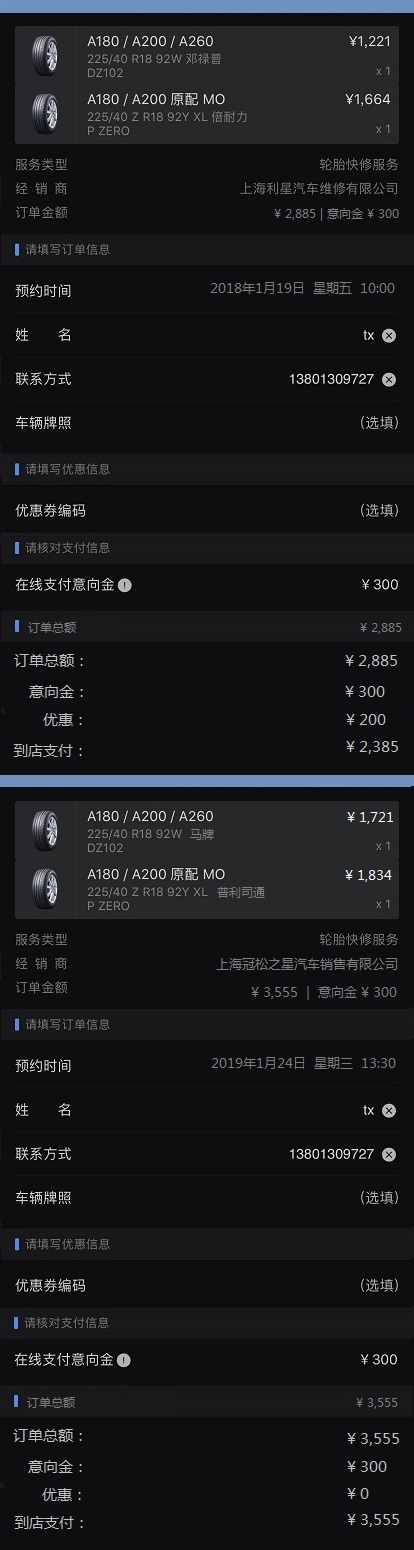 A180 / A200 / A260 ¥1,221
225/40 R18 92W 邓禄普
DZ102 x 1
A180 / A200 原配 MO ¥1,664
225/40 Z R18 92Y XL 倍耐力
P ZERO x 1
服务类型 轮胎快修服务
经 销 商 上海利星汽车维修有限公司
订单金额 ¥ 2,885 | 意向金 ¥ 300
请填写订单信息
预约时间 2018年1月19日 星期五 10:00
姓 名 tx
联系方式 13801309727
车辆牌照 (选填)
请填写优惠信息
优惠券编码 (选填)
请核对支付信息
在线支付意向金 ! ¥ 300
订单总额 ¥ 2,885
订单总额： ¥ 2,885
意向金： ¥ 300
优惠： ¥ 200
到店支付： ¥ 2,385
A180 / A200 / A260 ¥ 1,721
225/40 R18 92W 马牌
DZ102 x 1
A180 / A200 原配 MO ¥ 1,834
225/40 Z R18 92Y XL 普利司通
P ZERO x 1
服务类型 轮胎快修服务
经 销 商 上海冠松之星汽车销售有限公司
订单金额 ¥ 3,555 | 意向金 ¥ 300
请填写订单信息
预约时间 2019年1月24日 星期三 13:30
姓 名 tx
联系方式 13801309727
车辆牌照 (选填)
请填写优惠信息
优惠券编码 (选填)
请核对支付信息
在线支付意向金 ! ¥ 300
订单总额 ¥ 3,555
订单总额： ¥ 3,555
意向金： ¥ 300
优惠： ¥ 0
到店支付： ¥ 3,555